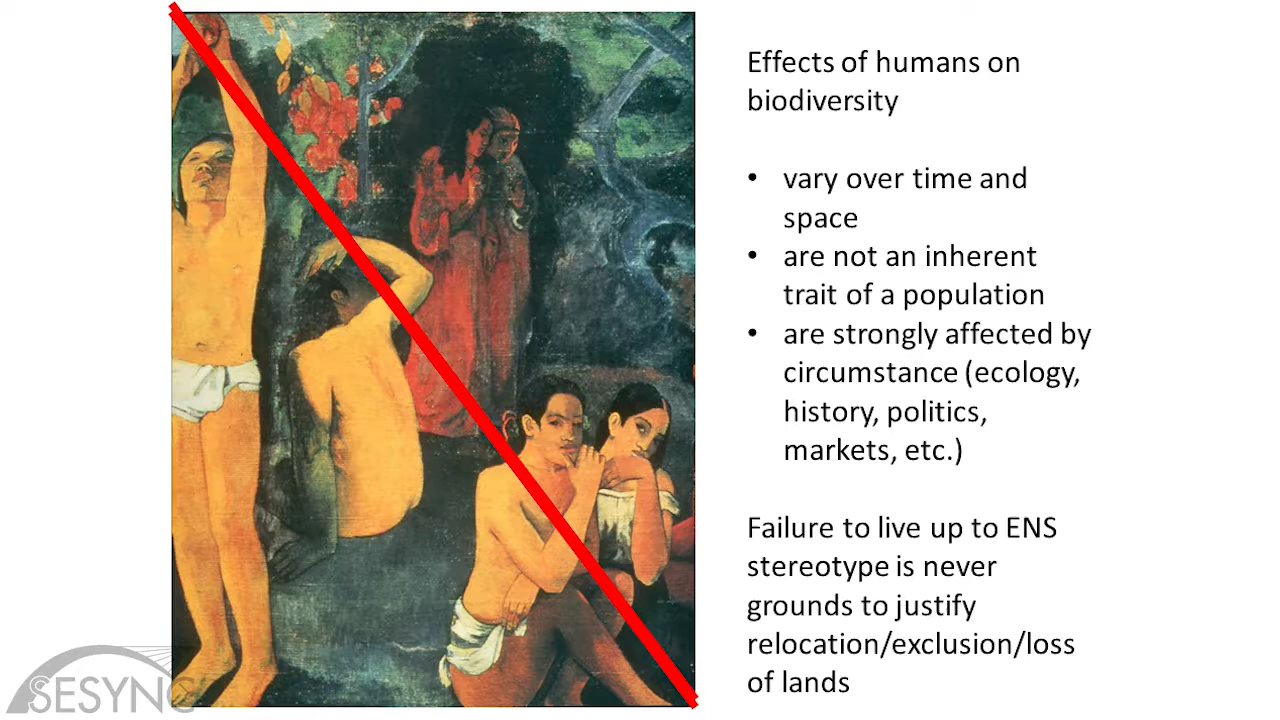 Effects of humans on
biodiversity
• vary over time and
space
• are not an inherent
trait of a population
• are strongly affected by
circumstance (ecology,
history, politics,
markets, etc.)
Failure to live up to ENS
stereotype is never
grounds to justify
relocation/exclusion/loss
of lands
SESYNC